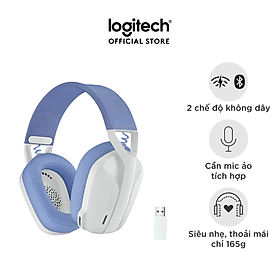 logitech
OFFICIAL STORE
2 chế độ không dây
Cần mic ảo
tích hợp
Siêu nhẹ, thoải mái
chỉ 165g